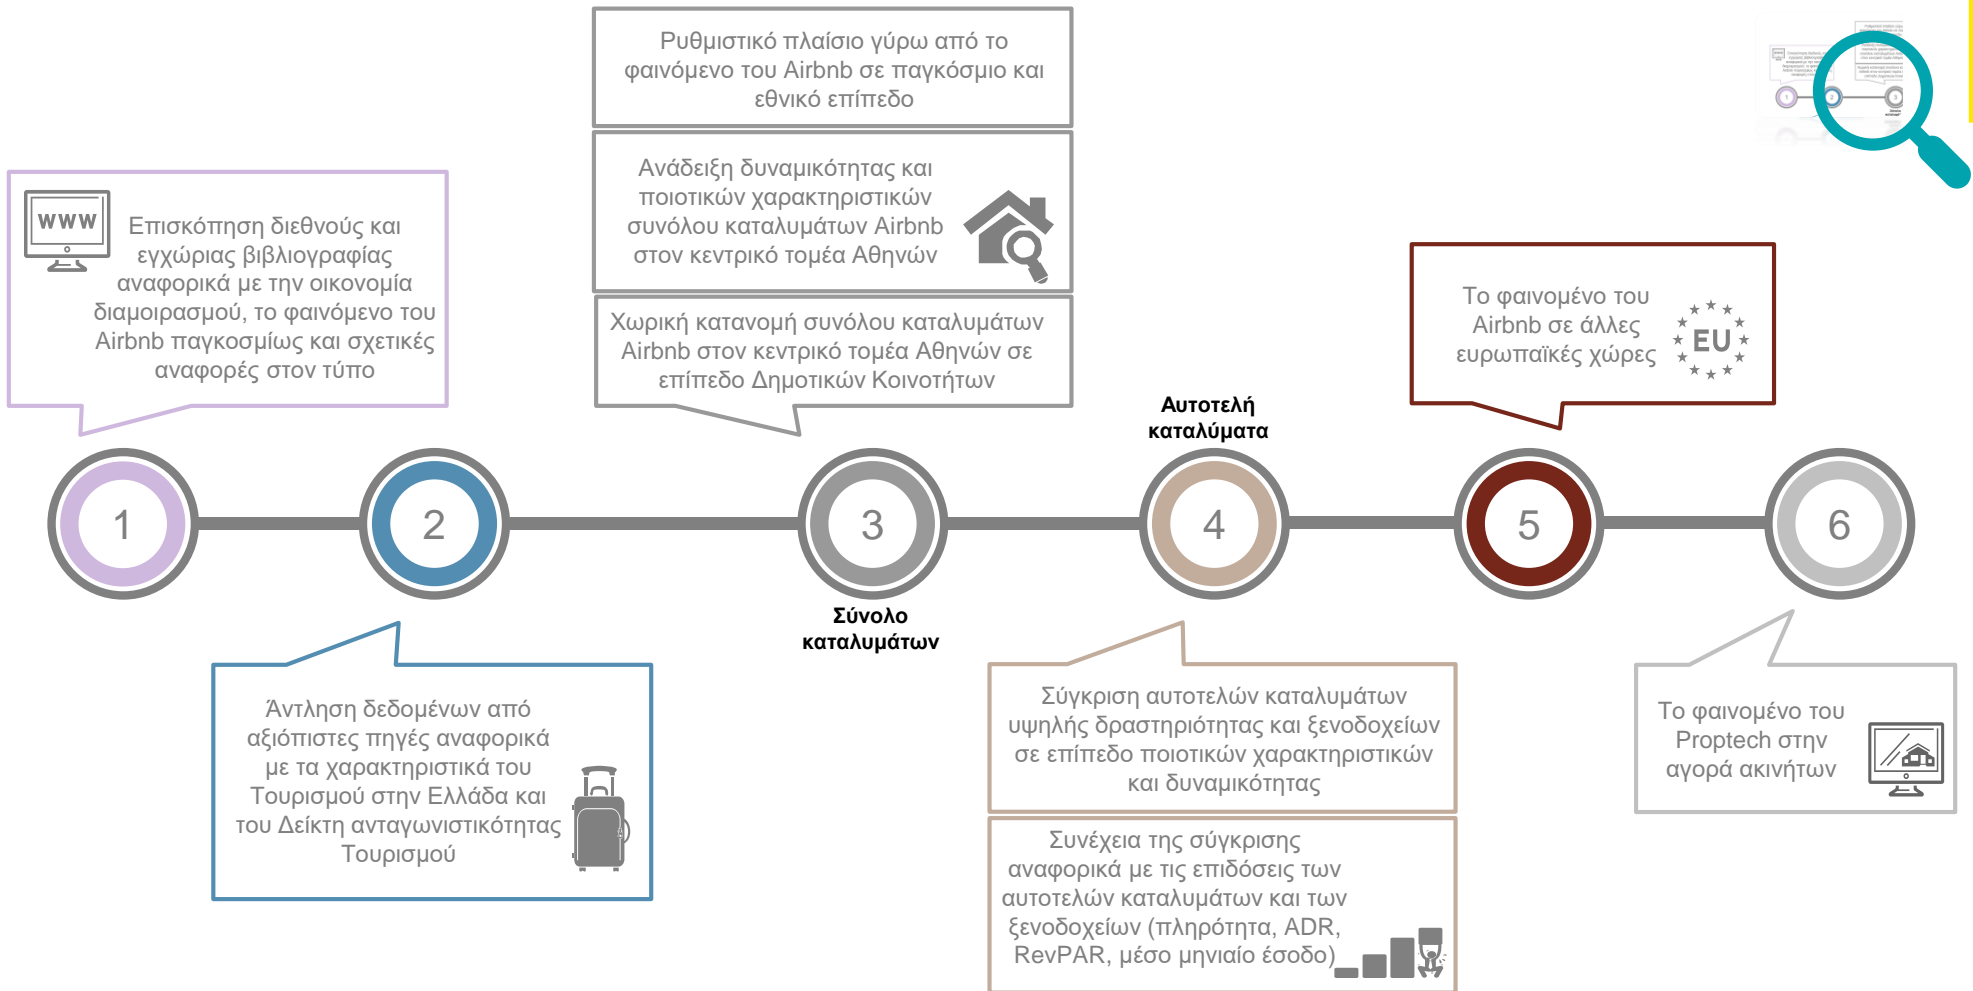 Ρυθμιστικό πλαίσιο γύρω από το
φαινόμενο του Airbnb σε παγκόσμιο και
εθνικό επίπεδο
Ανάδειξη δυναμικότητας και
ποιοτικών χαρακτηριστικών
συνόλου καταλυμάτων Airbnb
στον κεντρικό τομέα Αθηνών
Χωρική κατανομή συνόλου καταλυμάτων
Airbnb στον κεντρικό τομέα Αθηνών σε
επίπεδο Δημοτικών Κοινοτήτων
www
Επισκόπηση διεθνούς και
εγχώριας βιβλιογραφίας
αναφορικά με την οικονομία
διαμοιρασμού, το φαινόμενο του
Airbnb παγκοσμίως και σχετικές
αναφορές στον τύπο
Το φαινομένο του
Airbnb σε άλλες
ευρωπαϊκές χώρες
EU
Αυτοτελή
καταλύματα
1
2
3
4
5
6
Σύνολο
καταλυμάτων
Άντληση δεδομένων από
αξιόπιστες πηγές αναφορικά
με τα χαρακτηριστικά του
Τουρισμού στην Ελλάδα και
του Δείκτη ανταγωνιστικότητας
Τουρισμού
Σύγκριση αυτοτελών καταλυμάτων
υψηλής δραστηριότητας και ξενοδοχείων
σε επίπεδο ποιοτικών χαρακτηριστικών
και δυναμικότητας
Συνέχεια της σύγκρισης
αναφορικά με τις επιδόσεις των
αυτοτελών καταλυμάτων και των
ξενοδοχείων (πληρότητα, ADR,
RevPAR, μέσο μηνιαίο έσοδο)
Το φαινομένο του
Proptech στην
αγορά ακινήτων